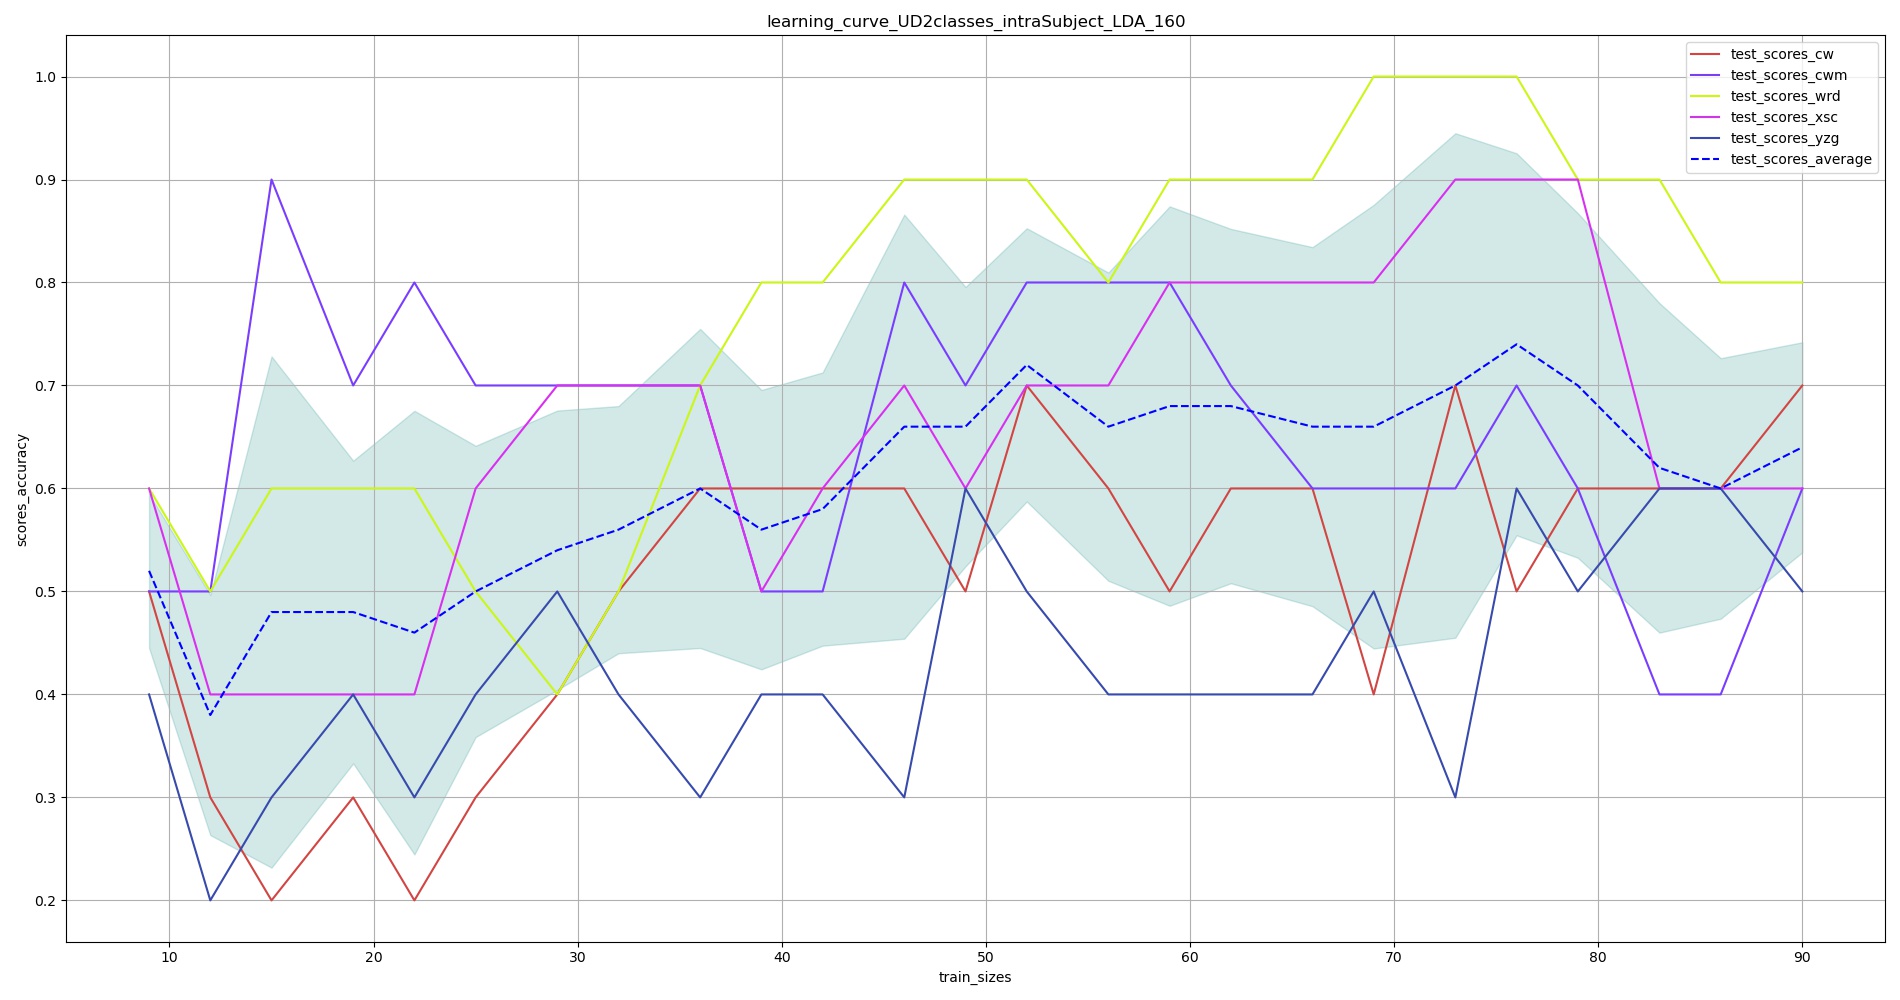 learning_curve_UD2classes_intraSubject_LDA_160
test_scores_cw
test_scores_cwm
test_scores_wrd
test_scores_xsc
test_scores_yzg
test_scores_average
scores_accuracy
1.0
0.9
0.8
0.7
0.6
0.5
0.4
0.3
0.2
10 20 30 40 50 60 70 80 90
train_sizes